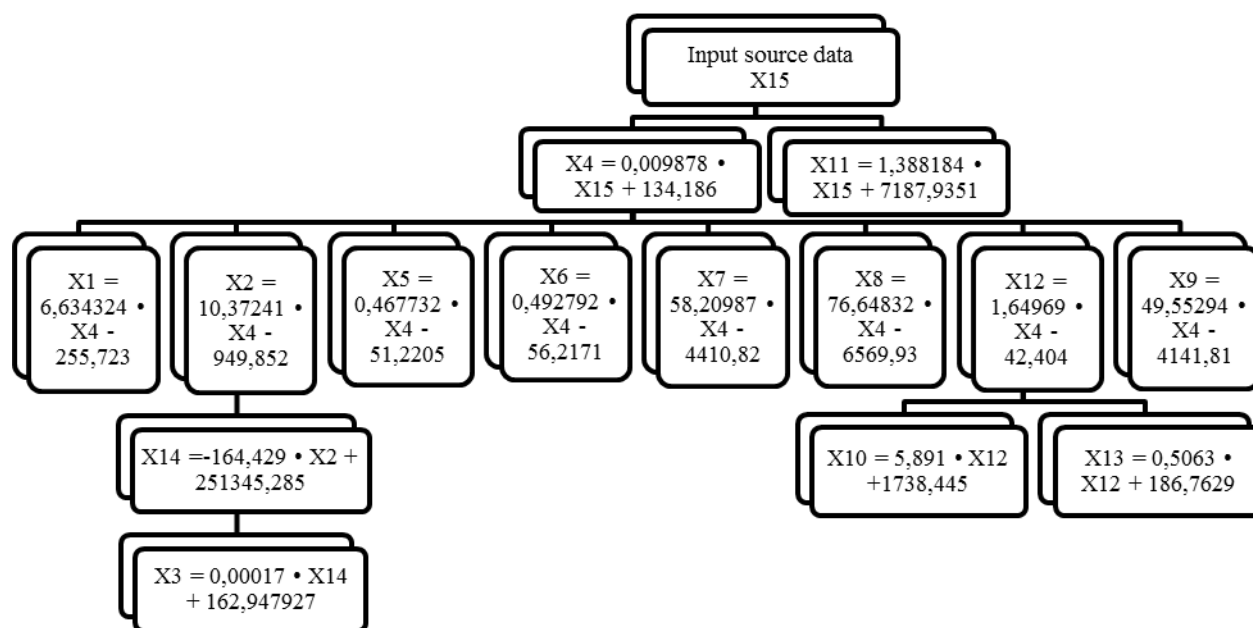 Input source data
X15
X4 = 0,009878 •
X15 + 134,186
X11 = 1,388184 •
X15 + 7187,9351
X1 =
6,634324 •
X4 -
255,723
X2 =
10,37241 •
X4 -
949,852
X5 =
0,467732 •
X4 -
51,2205
X6 =
0,492792 •
X4 -
56,2171
X7 =
58,20987 •
X4 -
4410,82
X8 =
76,64832 •
X4 -
6569,93
X12 =
1,64969 •
X4 -
42,404
X9 =
49,55294 •
X4 -
4141,81
X14 =-164,429 • X2 +
251345,285
X10 = 5,891 • X12
+1738,445
X13 = 0,5063 •
X12 + 186,7629
X3 = 0,00017 • X14
+ 162,947927